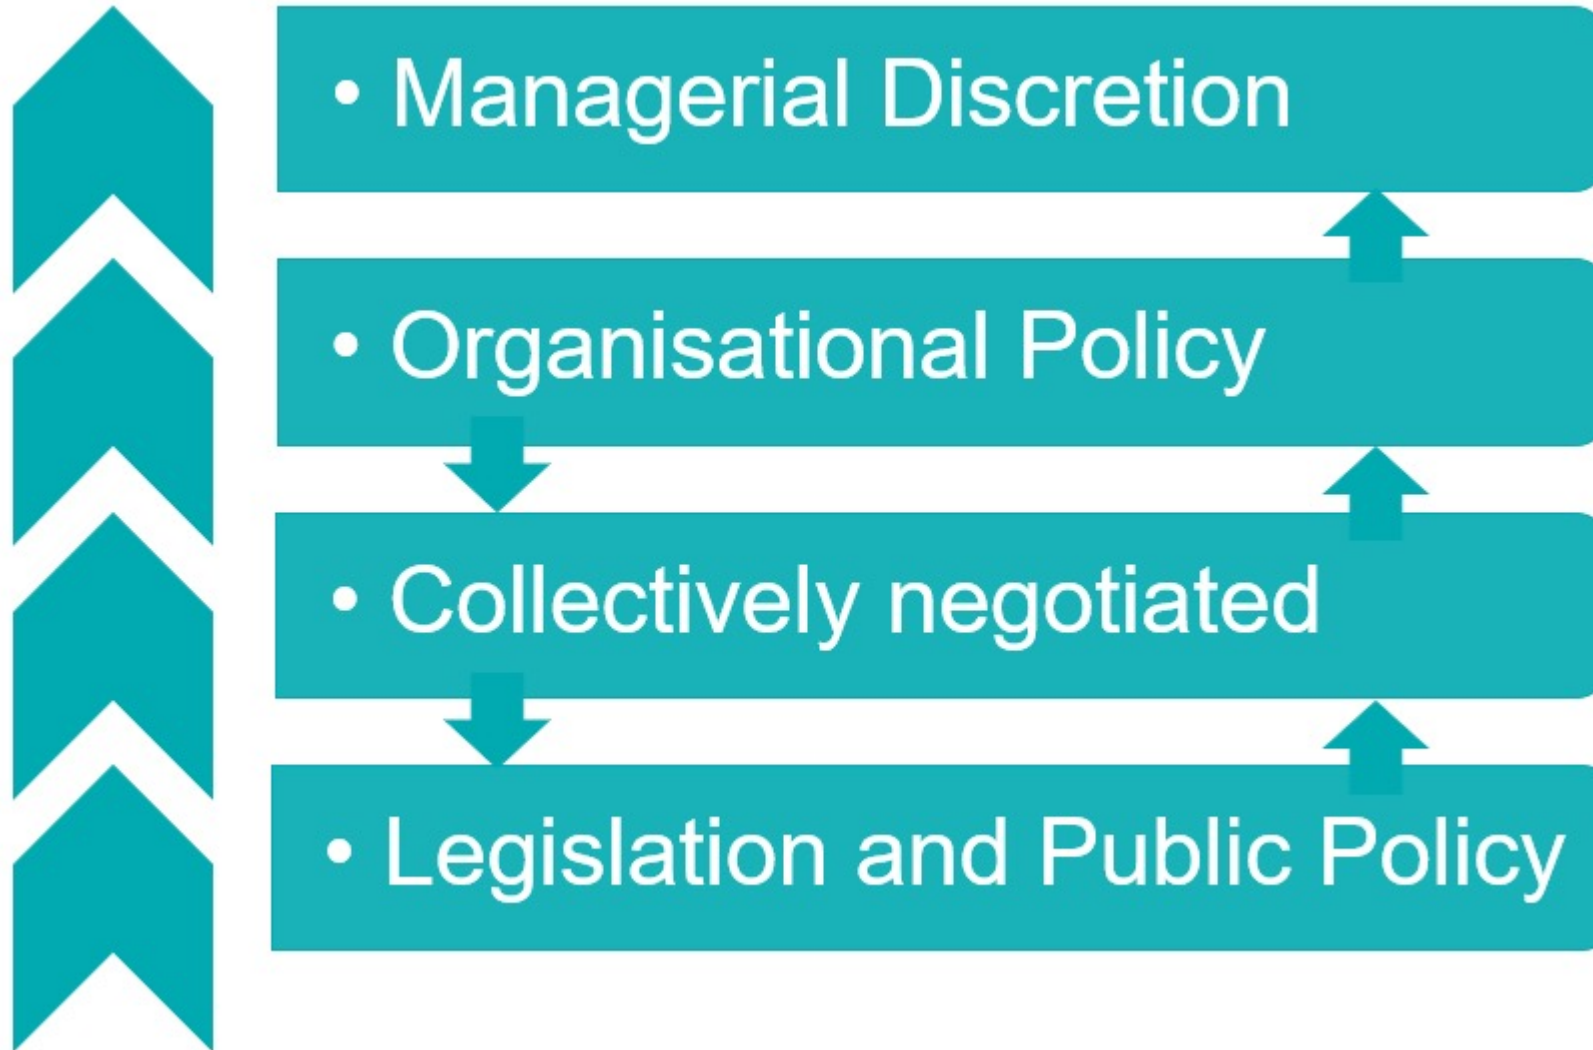 • Managerial Discretion
• Organisational Policy
• Collectively negotiated
• Legislation and Public Policy